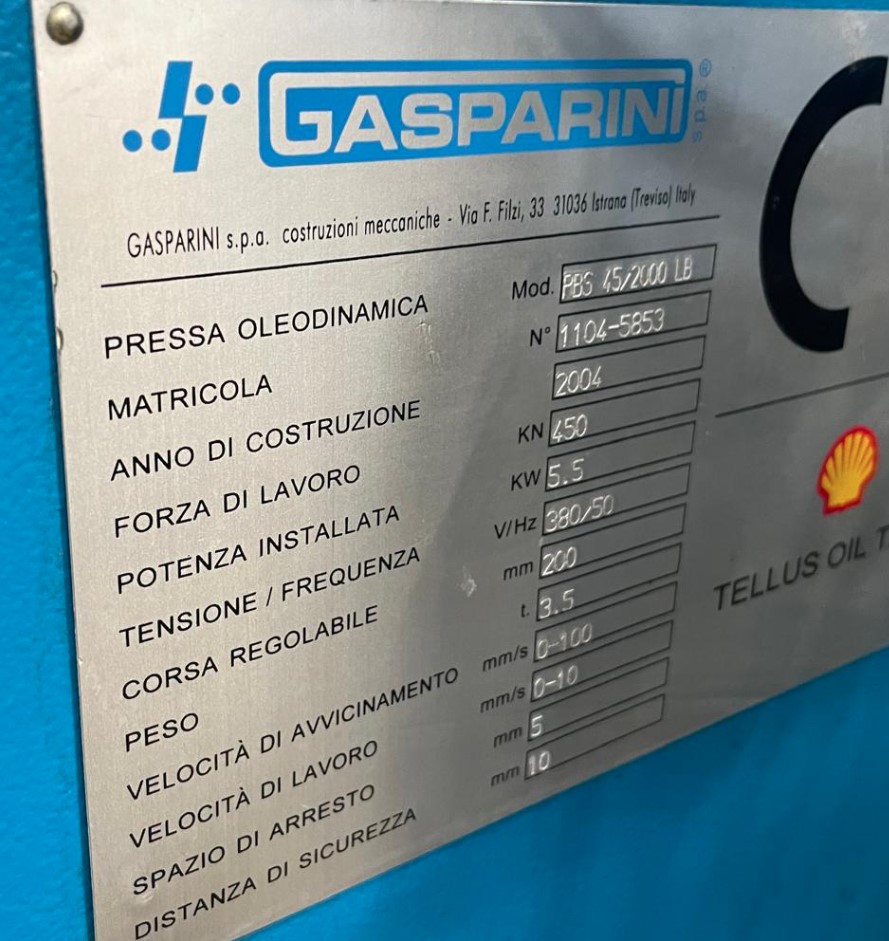 GASPARINI s.p.a. ®
GASPARINI s.p.a. costruzioni meccaniche - Via F. Filzi, 33 31036 Istrana (Treviso) Italy
PRESSA OLEODINAMICA Mod. PBS 45/2000 LB
MATRICOLA N° 1104-5853
ANNO DI COSTRUZIONE 2004
FORZA DI LAVORO KN 450
POTENZA INSTALLATA KW 5.5
TENSIONE / FREQUENZA V/Hz 380/50
CORSA REGOLABILE mm 200
PESO t. 3.5
VELOCITÀ DI AVVICINAMENTO mm/s 0-100
VELOCITÀ DI LAVORO mm/s 0-10
SPAZIO DI ARRESTO mm 5
DISTANZA DI SICUREZZA mm 10
C
TELLUS OIL T